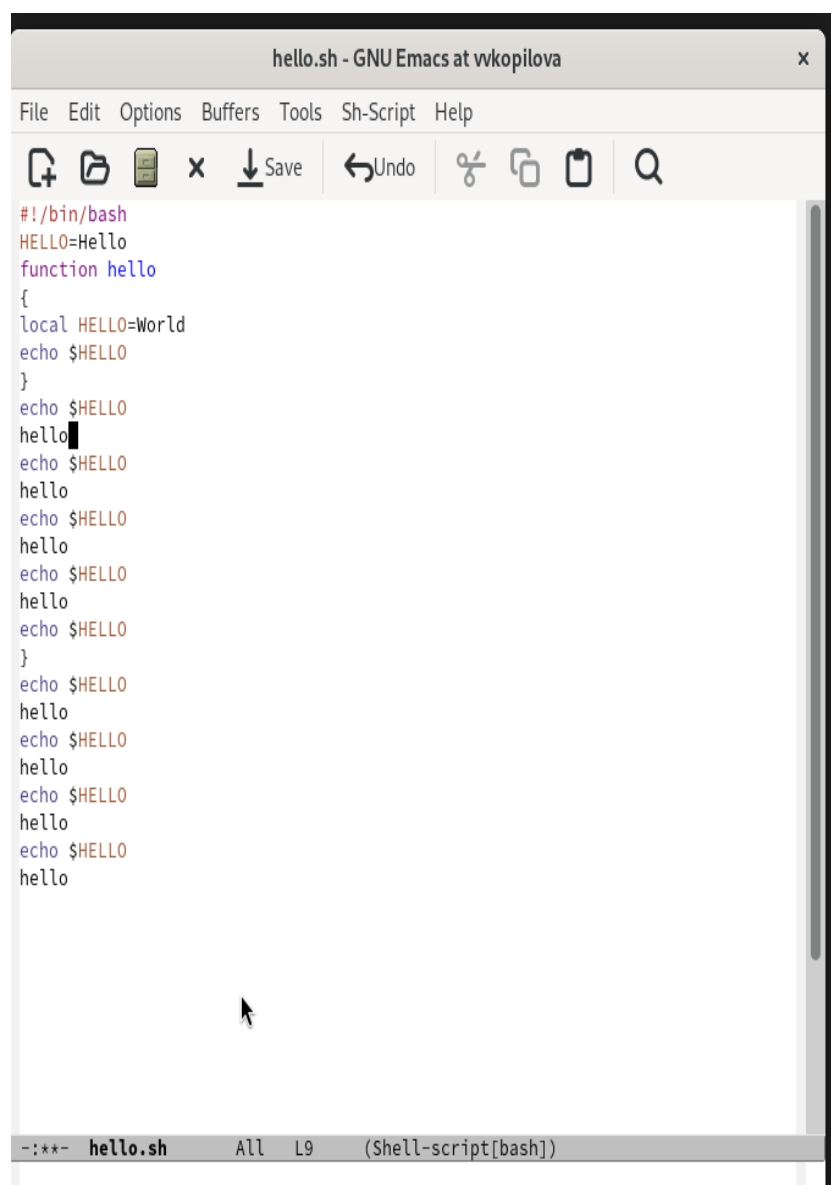 hello.sh - GNU Emacs at vvkopilova ×
File Edit Options Buffers Tools Sh-Script Help
Save Undo
#!/bin/bash
HELLO=Hello
function hello
{
local HELLO=World
echo $HELLO
}
echo $HELLO
hello
echo $HELLO
hello
echo $HELLO
hello
echo $HELLO
hello
echo $HELLO
}
echo $HELLO
hello
echo $HELLO
hello
echo $HELLO
hello
echo $HELLO
hello
-:**- hello.sh All L9 (Shell-script[bash])